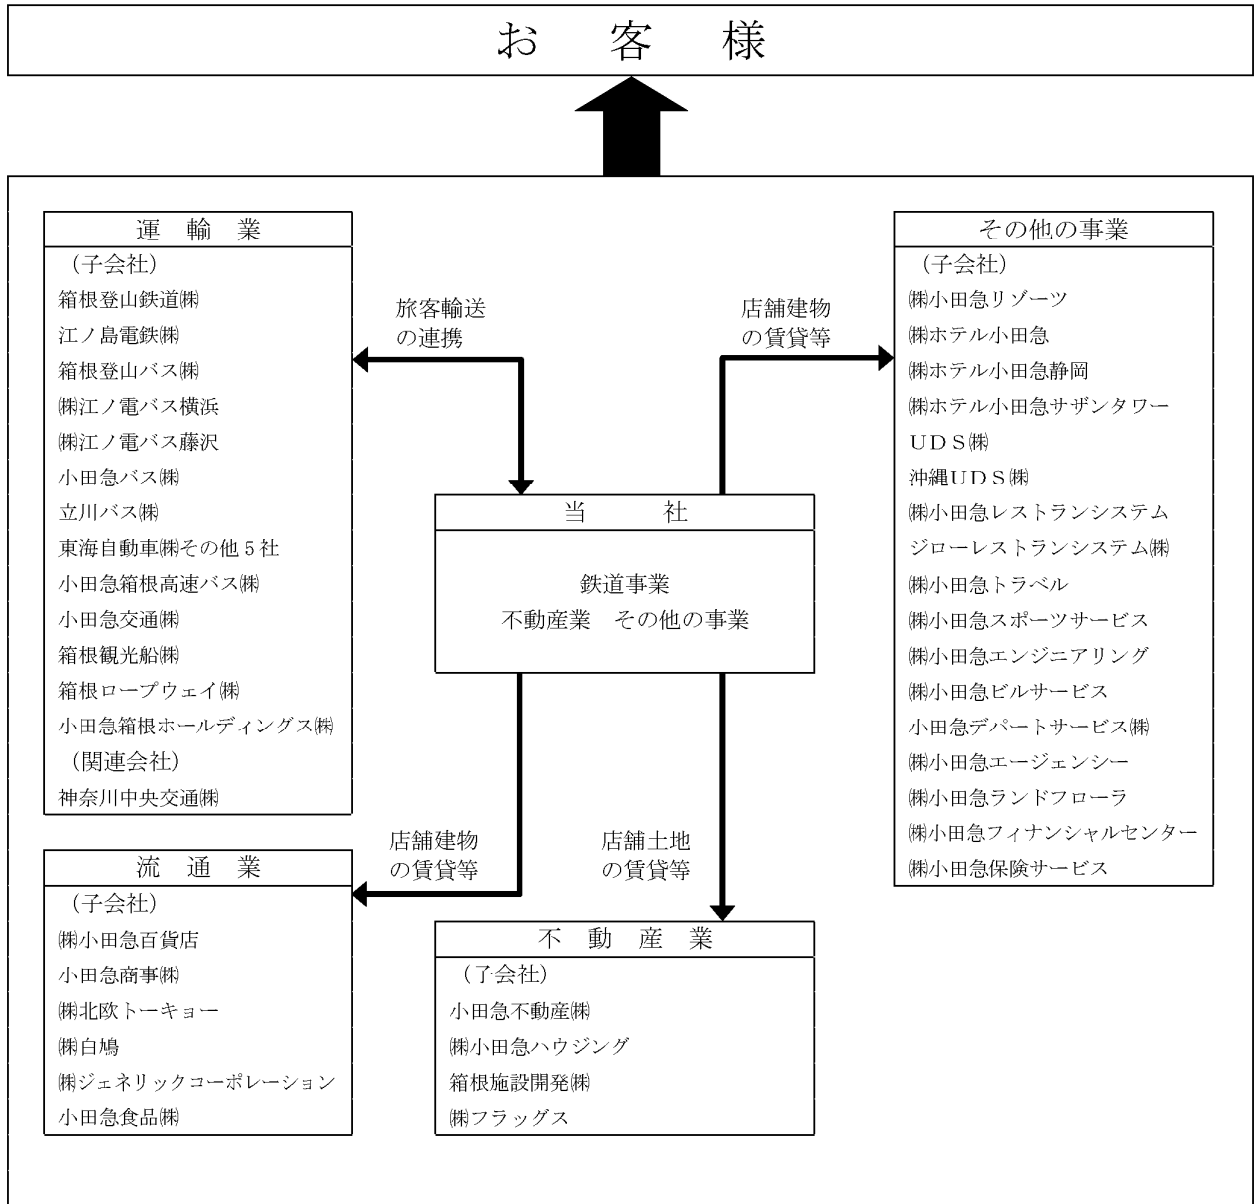 お客様
運輸業
（子会社）
箱根登山鉄道㈱
江ノ島電鉄㈱
箱根登山バス㈱
㈱江ノ電バス横浜
㈱江ノ電バス藤沢
小田急バス㈱
立川バス㈱
東海自動車㈱その他５社
小田急箱根高速バス㈱
小田急交通㈱
箱根観光船㈱
箱根ロープウェイ㈱
小田急箱根ホールディングス㈱
（関連会社）
神奈川中央交通㈱
旅客輸送
の連携
店舗建物
の賃貸等
その他の事業
（子会社）
㈱小田急リゾーツ
㈱ホテル小田急
㈱ホテル小田急静岡
㈱ホテル小田急サザンタワー
ＵＤＳ㈱
沖縄ＵＤＳ㈱
㈱小田急レストランシステム
ジローレストランシステム㈱
㈱小田急トラベル
㈱小田急スポーツサービス
㈱小田急エンジニアリング
㈱小田急ビルサービス
小田急デパートサービス㈱
㈱小田急エージェンシー
㈱小田急ランドフローラ
㈱小田急フィナンシャルセンター
㈱小田急保険サービス
当社
鉄道事業
不動産業　その他の事業
店舗建物
の賃貸等
店舗土地
の賃貸等
流通業
（子会社）
㈱小田急百貨店
小田急商事㈱
㈱北欧トーキョー
㈱白鳩
㈱ジェネリックコーポレーション
小田急食品㈱
不動産業
（子会社）
小田急不動産㈱
㈱小田急ハウジング
箱根施設開発㈱
㈱フラッグス